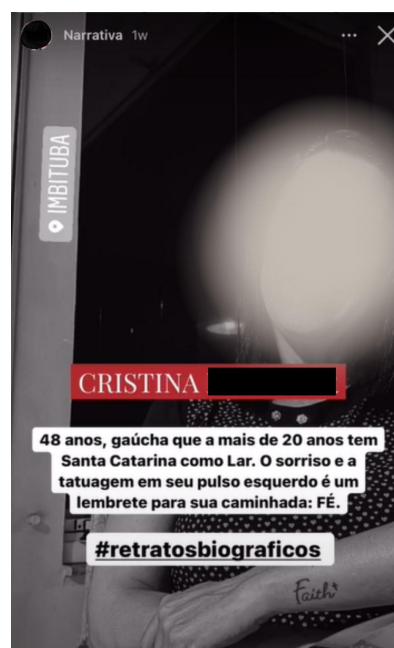 Narrativa 1w
IMBITUBA
CRISTINA
48 anos, gaúcha que a mais de 20 anos tem
Santa Catarina como Lar. O sorriso e a
tatuagem em seu pulso esquerdo é um
lembrete para sua caminhada: FÉ.
#retratosbiograficos
Faith